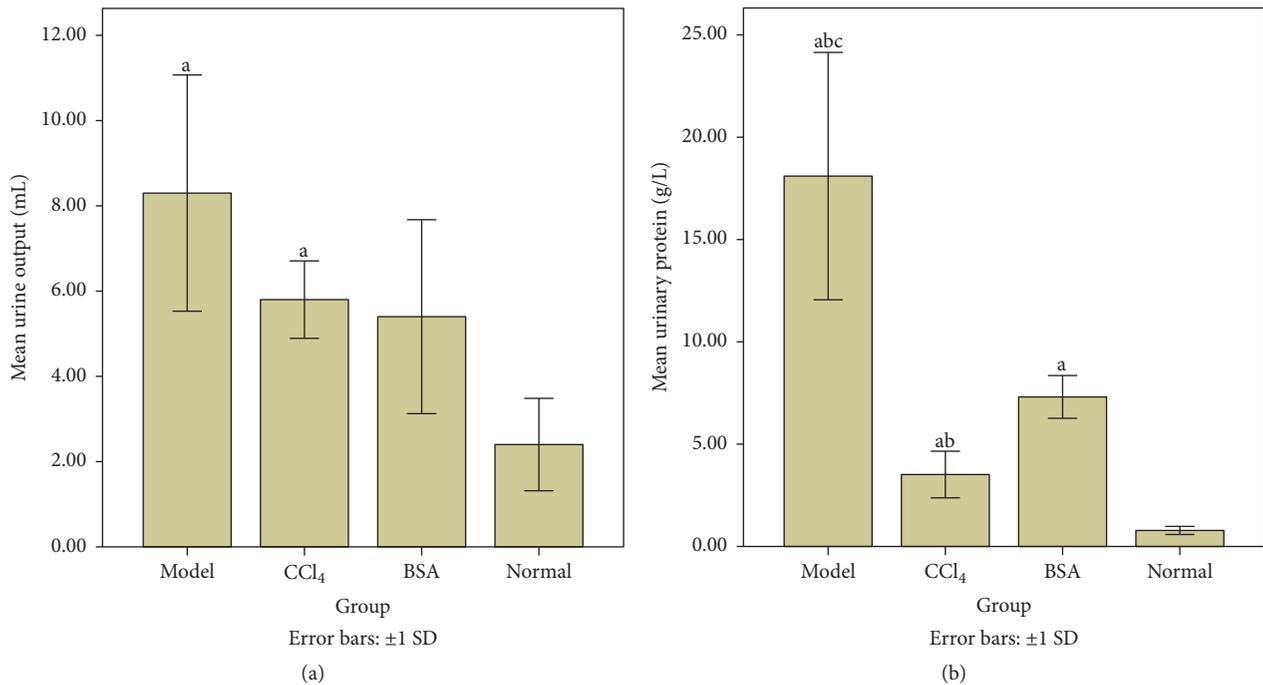 12.00
10.00
8.00
6.00
4.00
2.00
0.00
Mean urine output (mL)
a
a
Model CCl₄ BSA Normal
Group
Error bars: ±1 SD
(a)
25.00
20.00
15.00
10.00
5.00
0.00
Mean urinary protein (g/L)
abc
ab
a
Model CCl₄ BSA Normal
Group
Error bars: ±1 SD
(b)